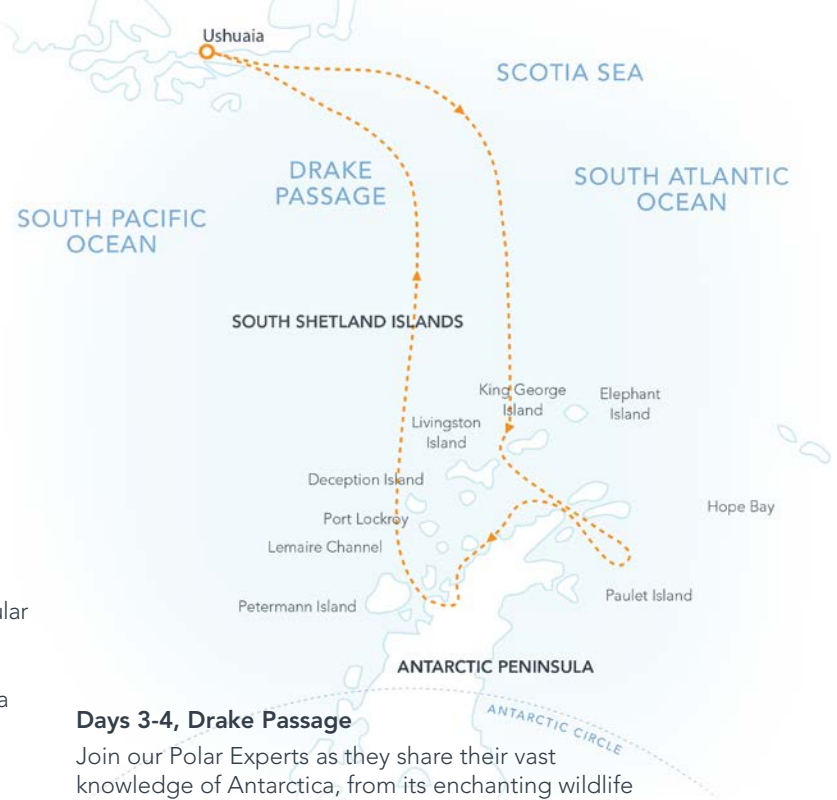 Ushuaia
SCOTIA SEA
DRAKE
PASSAGE
SOUTH ATLANTIC
OCEAN
SOUTH PACIFIC
OCEAN
SOUTH SHETLAND ISLANDS
King George
Island
Elephant
Island
Livingston
Island
Deception Island
Hope Bay
Port Lockroy
Lemaire Channel
Paulet Island
Petermann Island
ular
ANTARCTIC PENINSULA
a
ANTARCTIC CIRCLE
Days 3-4, Drake Passage
Join our Polar Experts as they share their vast
knowledge of Antarctica, from its enchanting wildlife